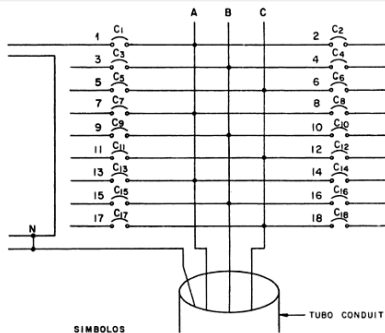 A B C
1 C1 2 C2
3 C3 4 C4
5 C5 6 C6
7 C7 8 C8
9 C9 10 C10
11 C11 12 C12
13 C13 14 C14
15 C15 16 C16
17 C17 18 C18
N
TUBO CONDUIT
SIMBOLOS